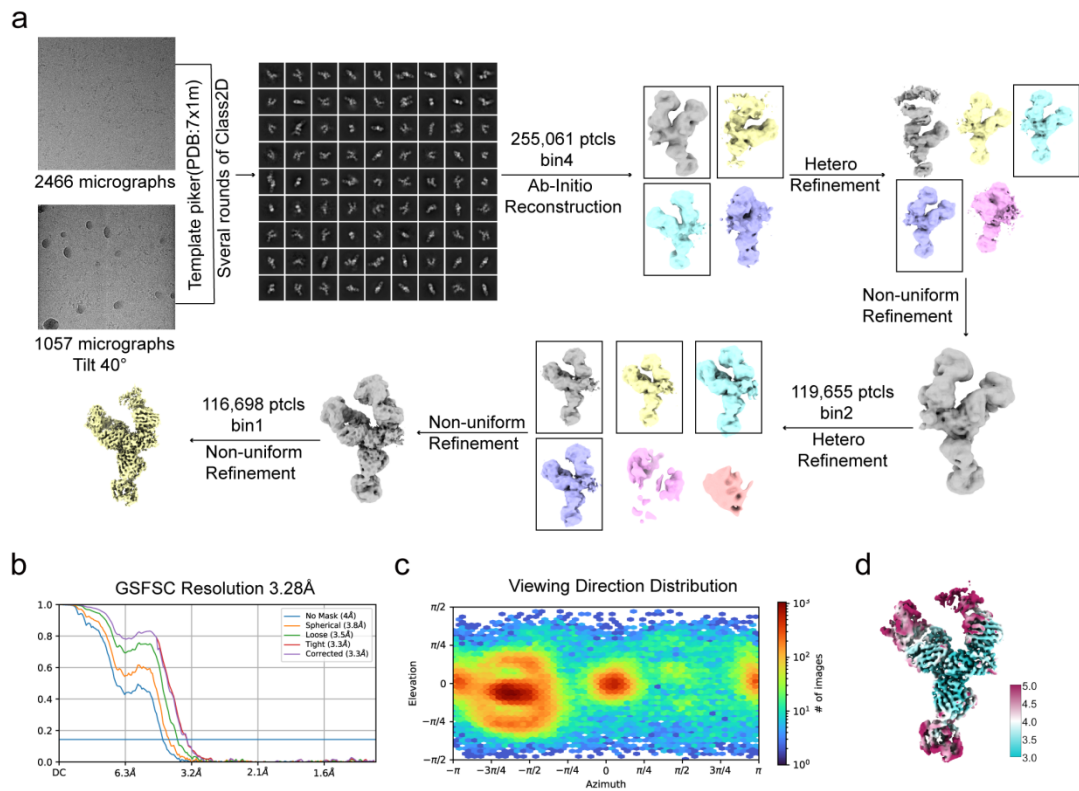 a
2466 micrographs
1057 micrographs
Tilt 40°
Template piker(PDB:7x1m)
Sveral rounds of Class2D
255,061 ptcls
bin4
Ab-Initio
Reconstruction
Hetero
Refinement
Non-uniform
Refinement
119,655 ptcls
bin2
Hetero
Refinement
Non-uniform
Refinement
116,698 ptcls
bin1
Non-uniform
Refinement
b
GSFSC Resolution 3.28Å
1.0
0.8
0.6
0.4
0.2
0.0
DC
6.3Å
3.2Å
2.1Å
1.6Å
No Mask (4Å)
Spherical (3.8Å)
Loose (3.5Å)
Tight (3.3Å)
Corrected (3.3Å)
c
Viewing Direction Distribution
Elevation
π/2
π/4
0
−π/4
−π/2
−π
−3π/4
−π/2
−π/4
0
π/4
π/2
3π/4
π
Azimuth
10³
10²
10¹
10⁰
# of images
d
5.0
4.5
4.0
3.5
3.0